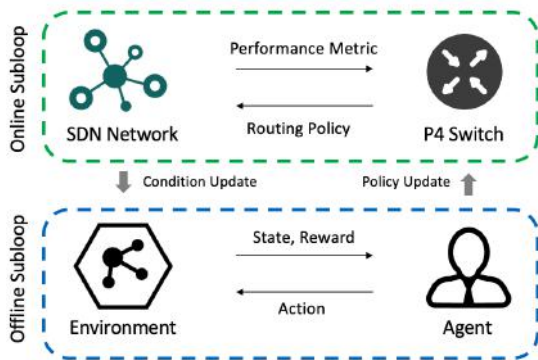 Online Subloop
Performance Metric
Routing Policy
SDN Network
P4 Switch
Condition Update
Policy Update
Offline Subloop
State, Reward
Action
Environment
Agent